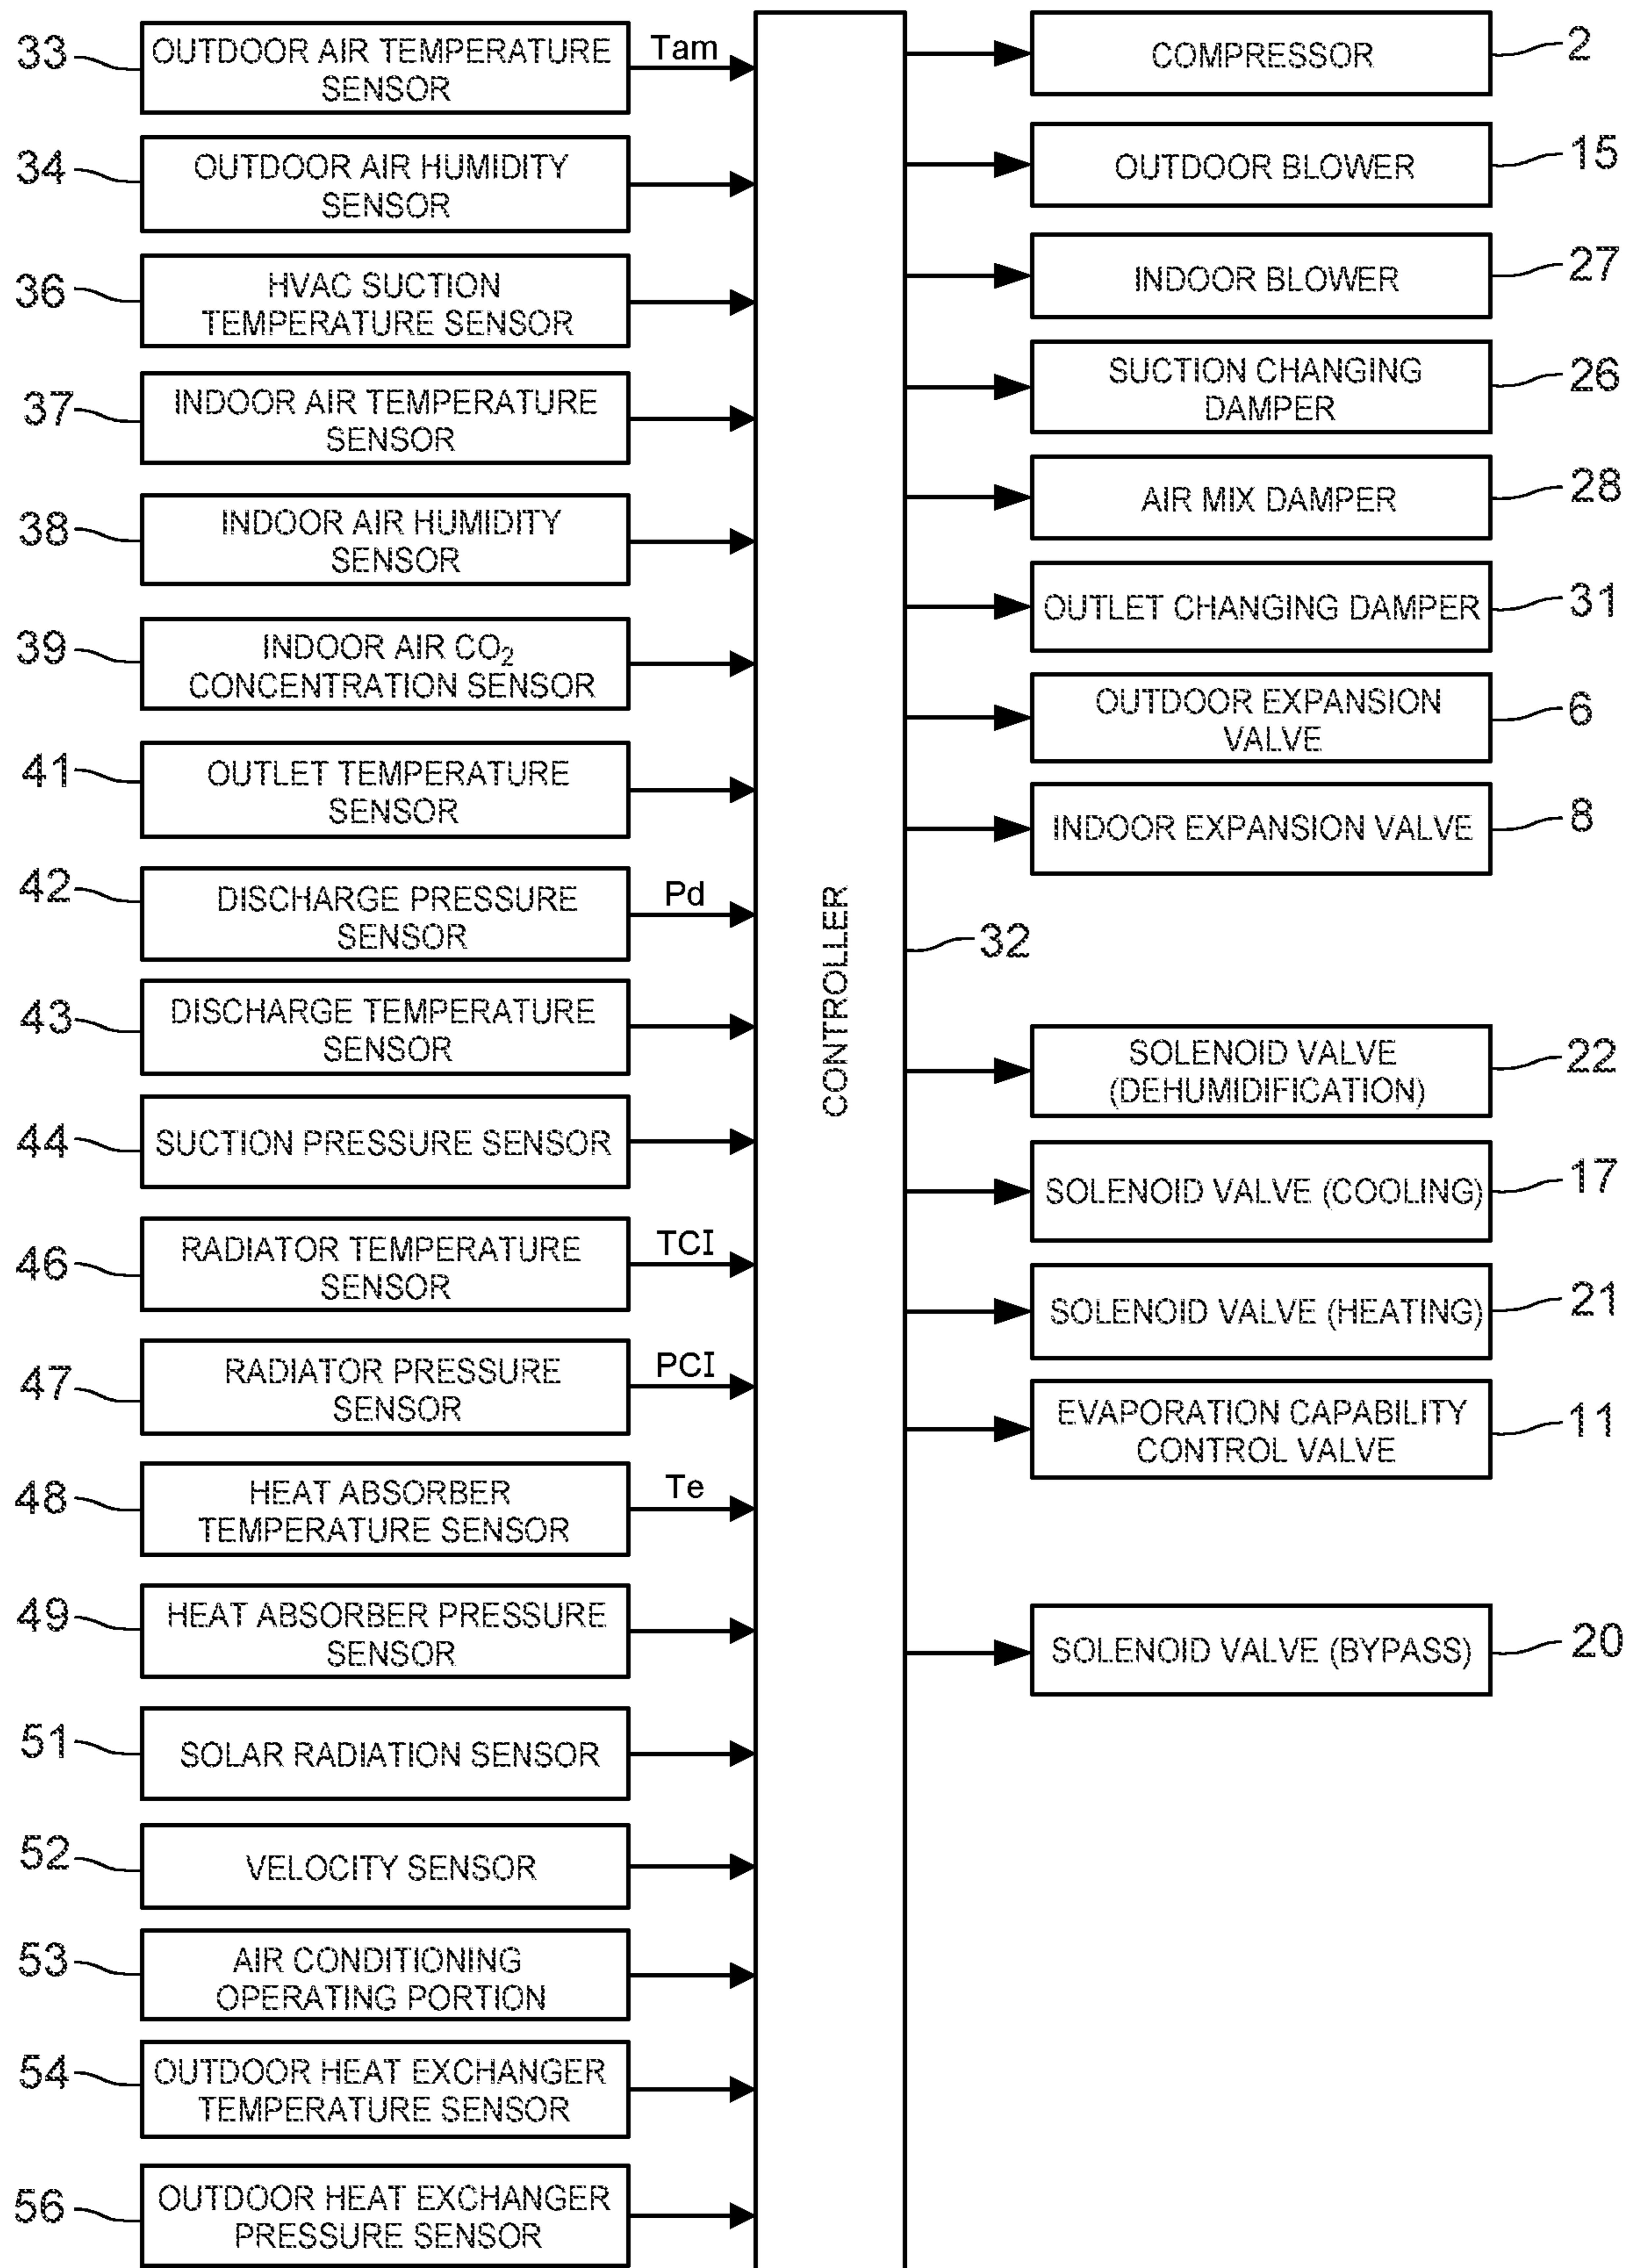 33
OUTDOOR AIR TEMPERATURE
SENSOR
Tam
34
OUTDOOR AIR HUMIDITY
SENSOR
36
HVAC SUCTION
TEMPERATURE SENSOR
37
INDOOR AIR TEMPERATURE
SENSOR
38
INDOOR AIR HUMIDITY
SENSOR
39
INDOOR AIR CO₂
CONCENTRATION SENSOR
41
OUTLET TEMPERATURE
SENSOR
42
DISCHARGE PRESSURE
SENSOR
Pd
43
DISCHARGE TEMPERATURE
SENSOR
44
SUCTION PRESSURE SENSOR
46
RADIATOR TEMPERATURE
SENSOR
TCI
47
RADIATOR PRESSURE
SENSOR
PCI
48
HEAT ABSORBER
TEMPERATURE SENSOR
Te
49
HEAT ABSORBER PRESSURE
SENSOR
51
SOLAR RADIATION SENSOR
52
VELOCITY SENSOR
53
AIR CONDITIONING
OPERATING PORTION
54
OUTDOOR HEAT EXCHANGER
TEMPERATURE SENSOR
56
OUTDOOR HEAT EXCHANGER
PRESSURE SENSOR
CONTROLLER
32
COMPRESSOR
2
OUTDOOR BLOWER
15
INDOOR BLOWER
27
SUCTION CHANGING
DAMPER
26
AIR MIX DAMPER
28
OUTLET CHANGING DAMPER
31
OUTDOOR EXPANSION
VALVE
6
INDOOR EXPANSION VALVE
8
SOLENOID VALVE
(DEHUMIDIFICATION)
22
SOLENOID VALVE (COOLING)
17
SOLENOID VALVE (HEATING)
21
EVAPORATION CAPABILITY
CONTROL VALVE
11
SOLENOID VALVE (BYPASS)
20